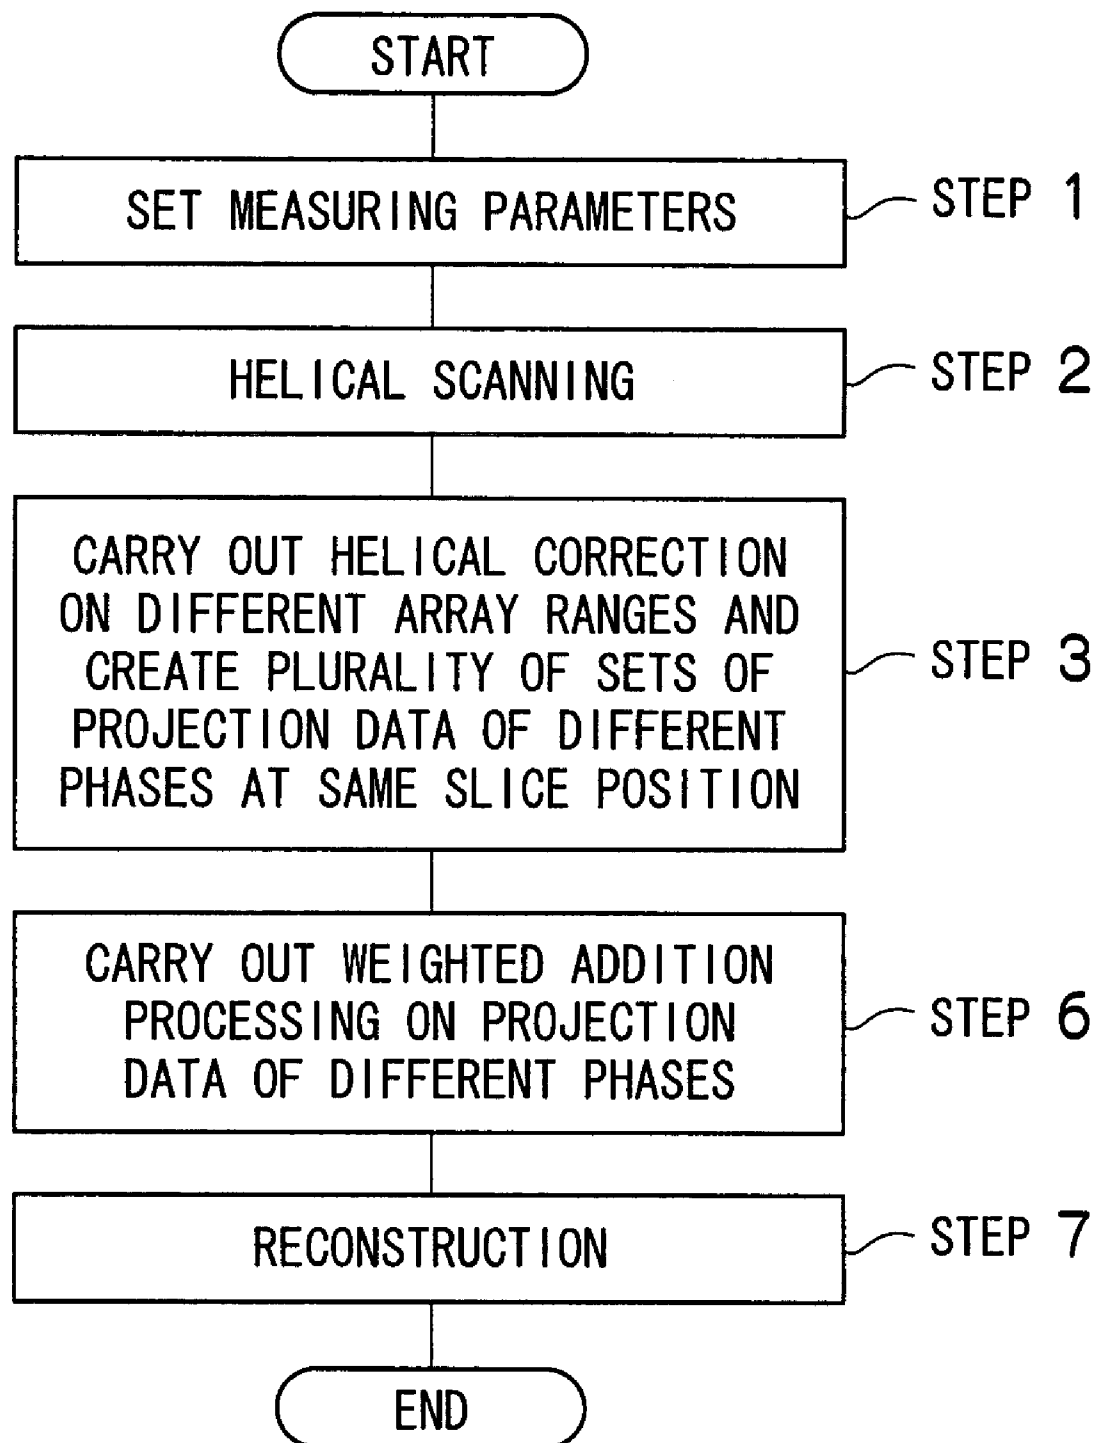 START
SET MEASURING PARAMETERS
STEP 1
HELICAL SCANNING
STEP 2
CARRY OUT HELICAL CORRECTION
ON DIFFERENT ARRAY RANGES AND
CREATE PLURALITY OF SETS OF
PROJECTION DATA OF DIFFERENT
PHASES AT SAME SLICE POSITION
STEP 3
CARRY OUT WEIGHTED ADDITION
PROCESSING ON PROJECTION
DATA OF DIFFERENT PHASES
STEP 6
RECONSTRUCTION
STEP 7
END